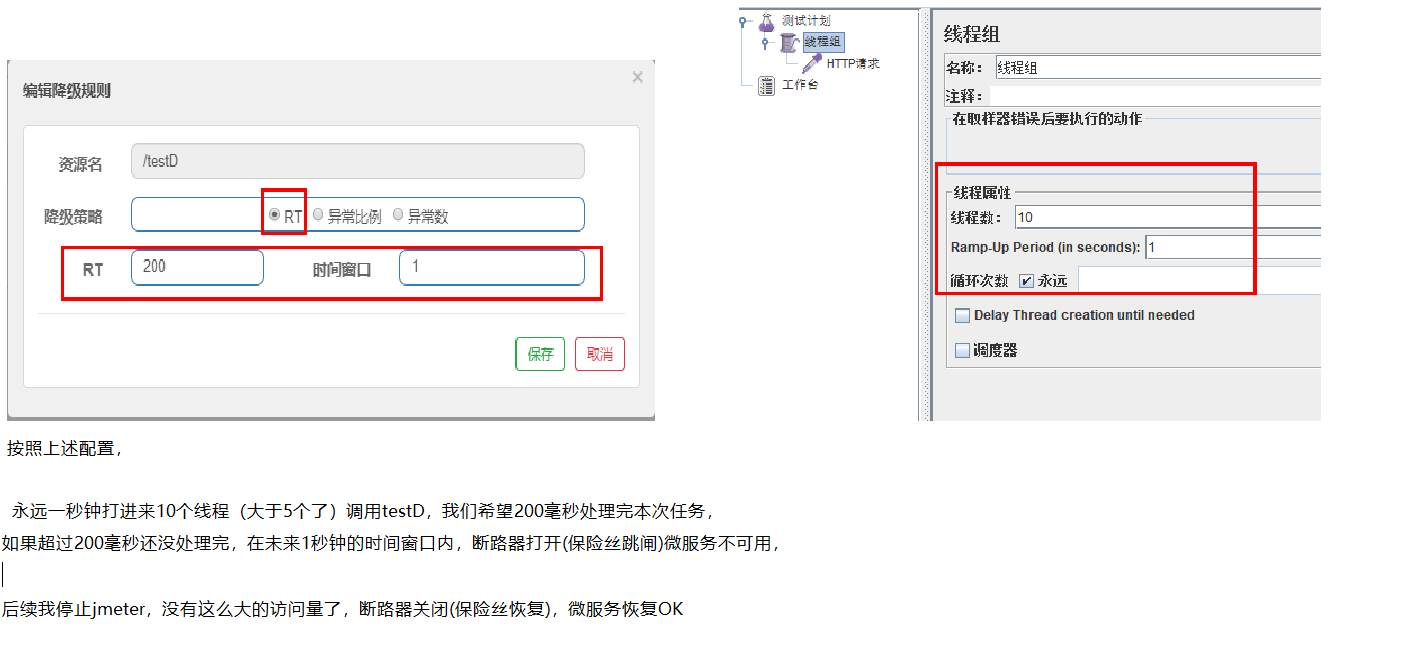 编辑降级规则
×
资源名
/testD
降级策略
RT 异常比例 异常数
RT 200 时间窗口 1
保存 取消
测试计划
线程组
HTTP请求
工作台
线程组
名称： 线程组
注释：
在取样器错误后要执行的动作
线程属性
线程数： 10
Ramp-Up Period (in seconds): 1
循环次数 永远
Delay Thread creation until needed
调度器
按照上述配置，
永远一秒钟打进来10个线程（大于5个了）调用testD，我们希望200毫秒处理完本次任务，
如果超过200毫秒还没处理完，在未来1秒钟的时间窗口内，断路器打开(保险丝跳闸)微服务不可用，
后续我停止jmeter，没有这么大的访问量了，断路器关闭(保险丝恢复)，微服务恢复OK